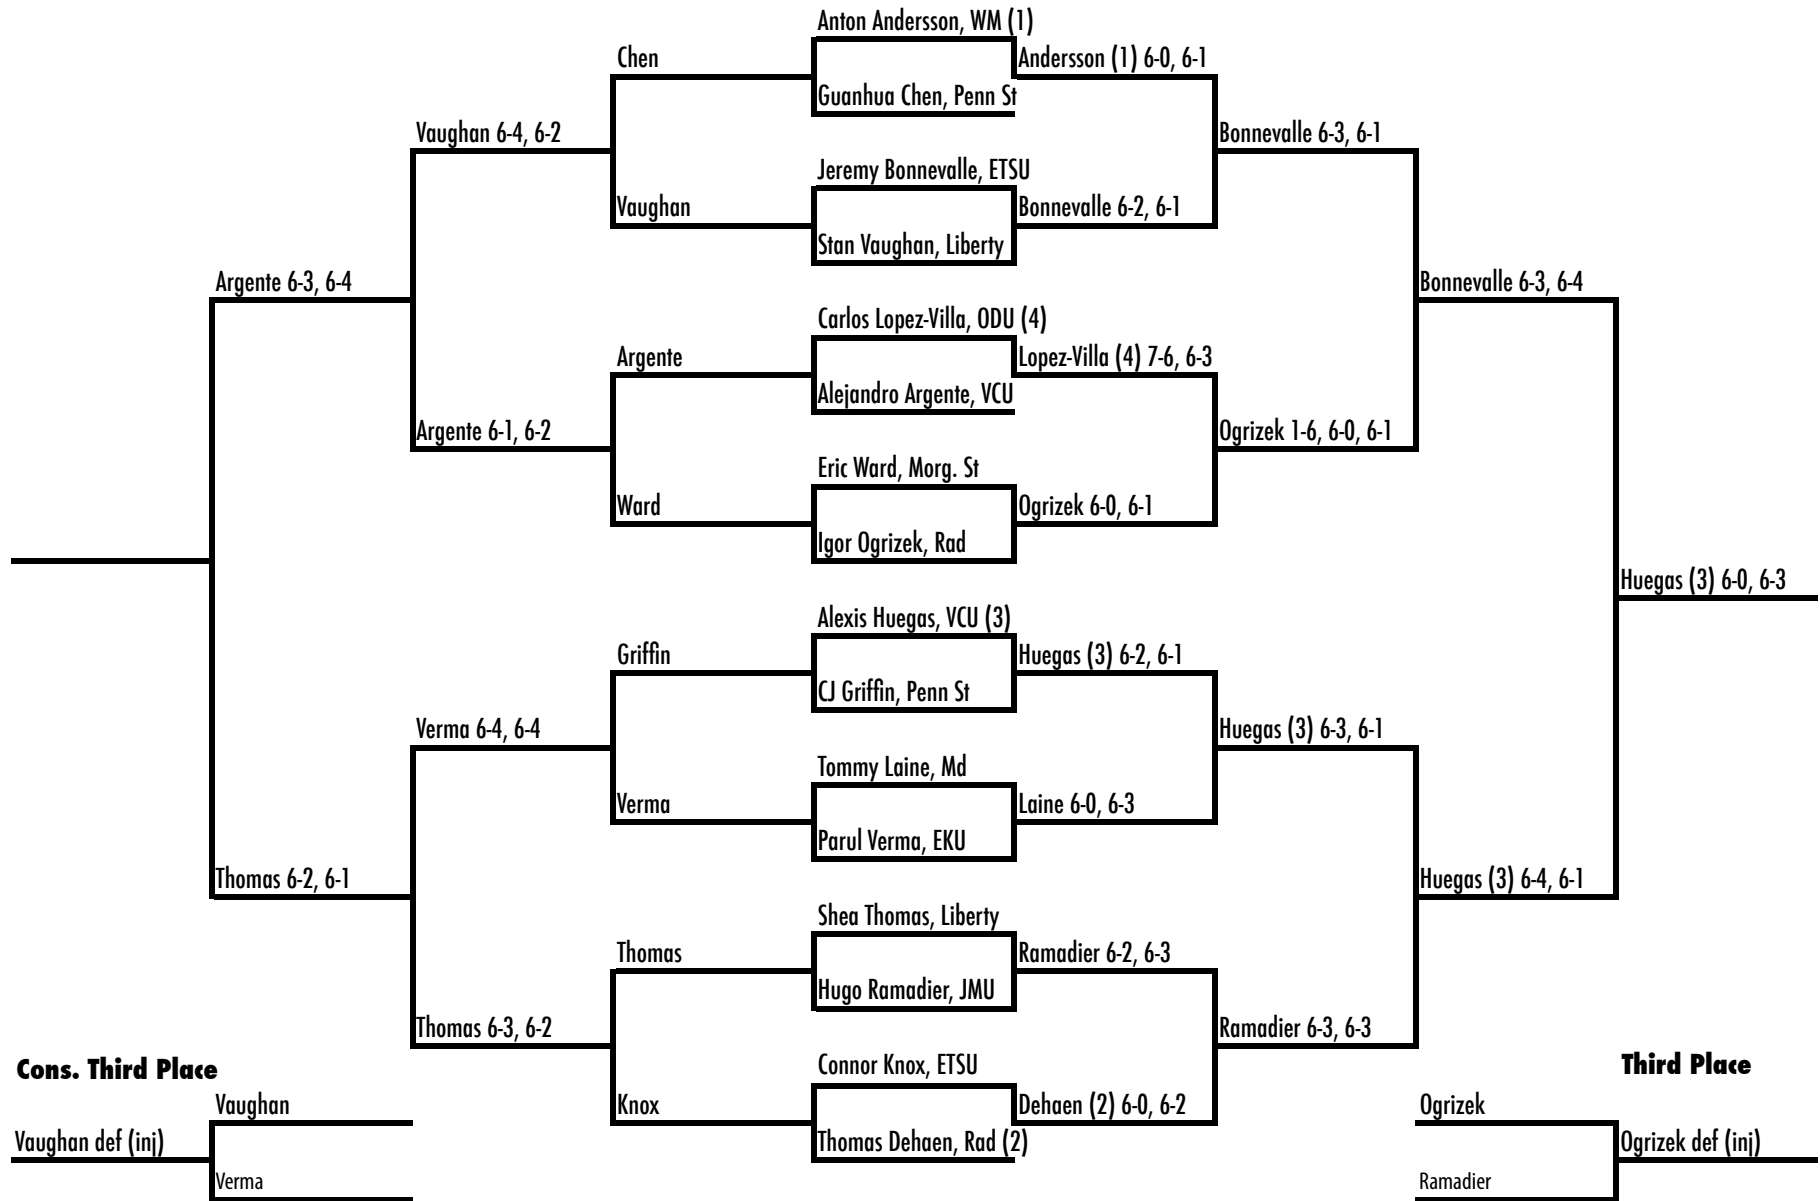 Anton Andersson, WM (1)
Chen
Andersson (1) 6-0, 6-1
Guanhua Chen, Penn St
Vaughan 6-4, 6-2
Bonnevalle 6-3, 6-1
Jeremy Bonnevalle, ETSU
Vaughan
Bonnevalle 6-2, 6-1
Stan Vaughan, Liberty
Argente 6-3, 6-4
Bonnevalle 6-3, 6-4
Carlos Lopez-Villa, ODU (4)
Argente
Lopez-Villa (4) 7-6, 6-3
Alejandro Argente, VCU
Argente 6-1, 6-2
Ogrizek 1-6, 6-0, 6-1
Eric Ward, Morg. St
Ward
Ogrizek 6-0, 6-1
Igor Ogrizek, Rad
Huegas (3) 6-0, 6-3
Alexis Huegas, VCU (3)
Griffin
Huegas (3) 6-2, 6-1
CJ Griffin, Penn St
Verma 6-4, 6-4
Huegas (3) 6-3, 6-1
Tommy Laine, Md
Verma
Laine 6-0, 6-3
Parul Verma, EKU
Thomas 6-2, 6-1
Huegas (3) 6-4, 6-1
Shea Thomas, Liberty
Thomas
Ramadier 6-2, 6-3
Hugo Ramadier, JMU
Thomas 6-3, 6-2
Ramadier 6-3, 6-3
Connor Knox, ETSU
Knox
Dehaen (2) 6-0, 6-2
Thomas Dehaen, Rad (2)
Cons. Third Place
Vaughan
Vaughan def (inj)
Verma
Third Place
Ogrizek
Ogrizek def (inj)
Ramadier